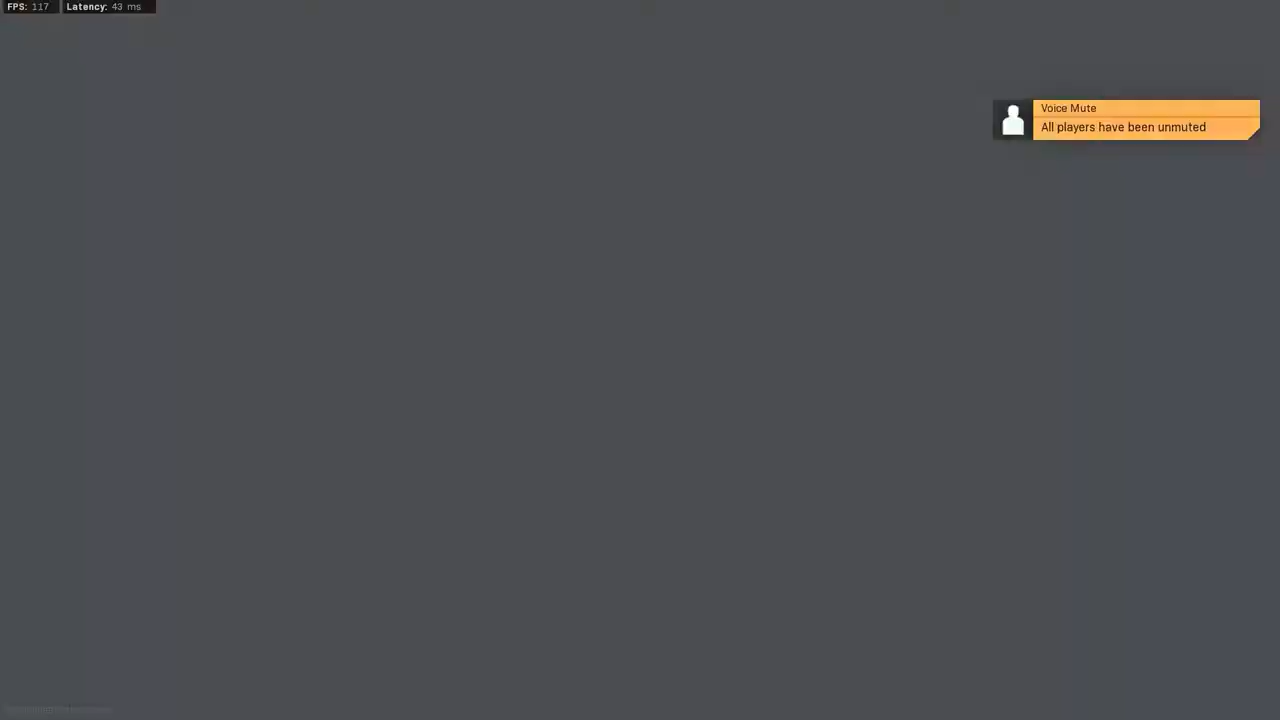 FPS: 117 Latency: 43 ms
Voice Mute
All players have been unmuted